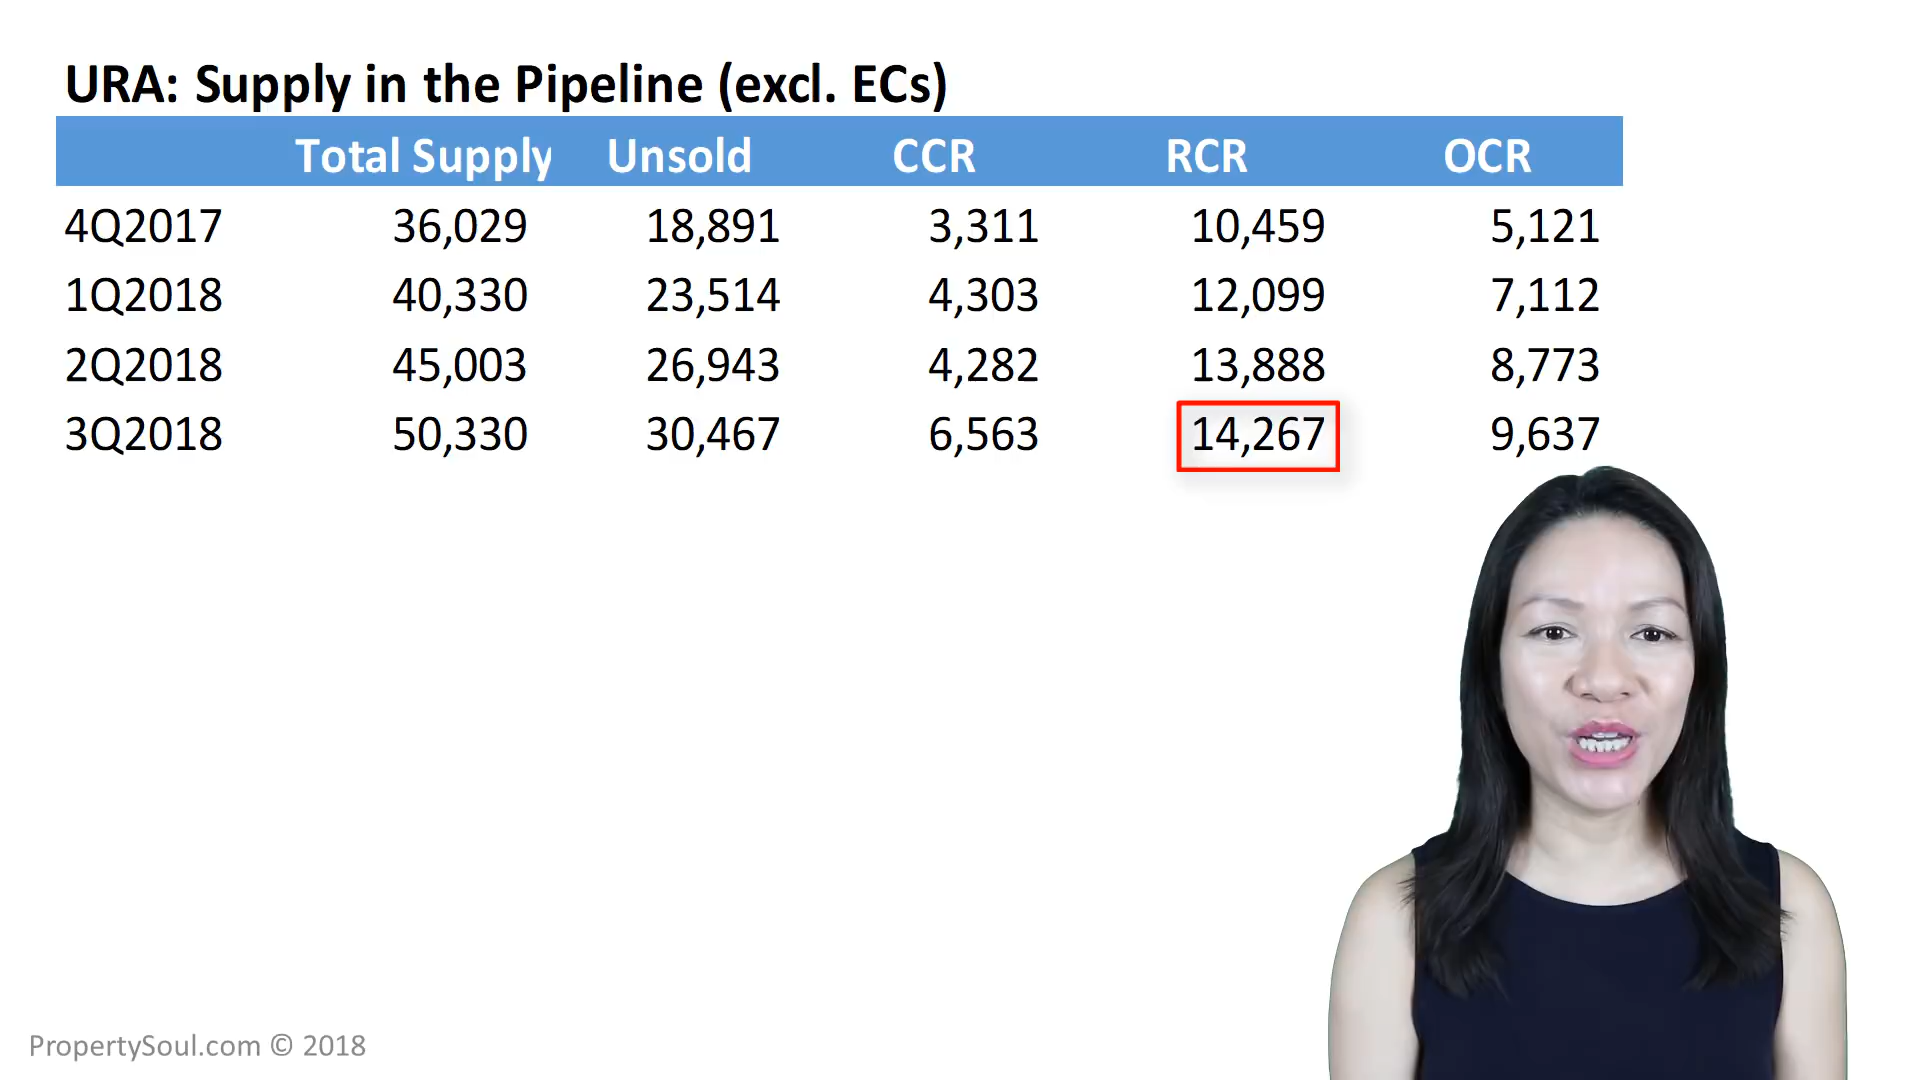 URA: Supply in the Pipeline (excl. ECs)
Total Supply Unsold CCR RCR OCR
4Q2017 36,029 18,891 3,311 10,459 5,121
1Q2018 40,330 23,514 4,303 12,099 7,112
2Q2018 45,003 26,943 4,282 13,888 8,773
3Q2018 50,330 30,467 6,563 14,267 9,637
PropertySoul.com © 2018